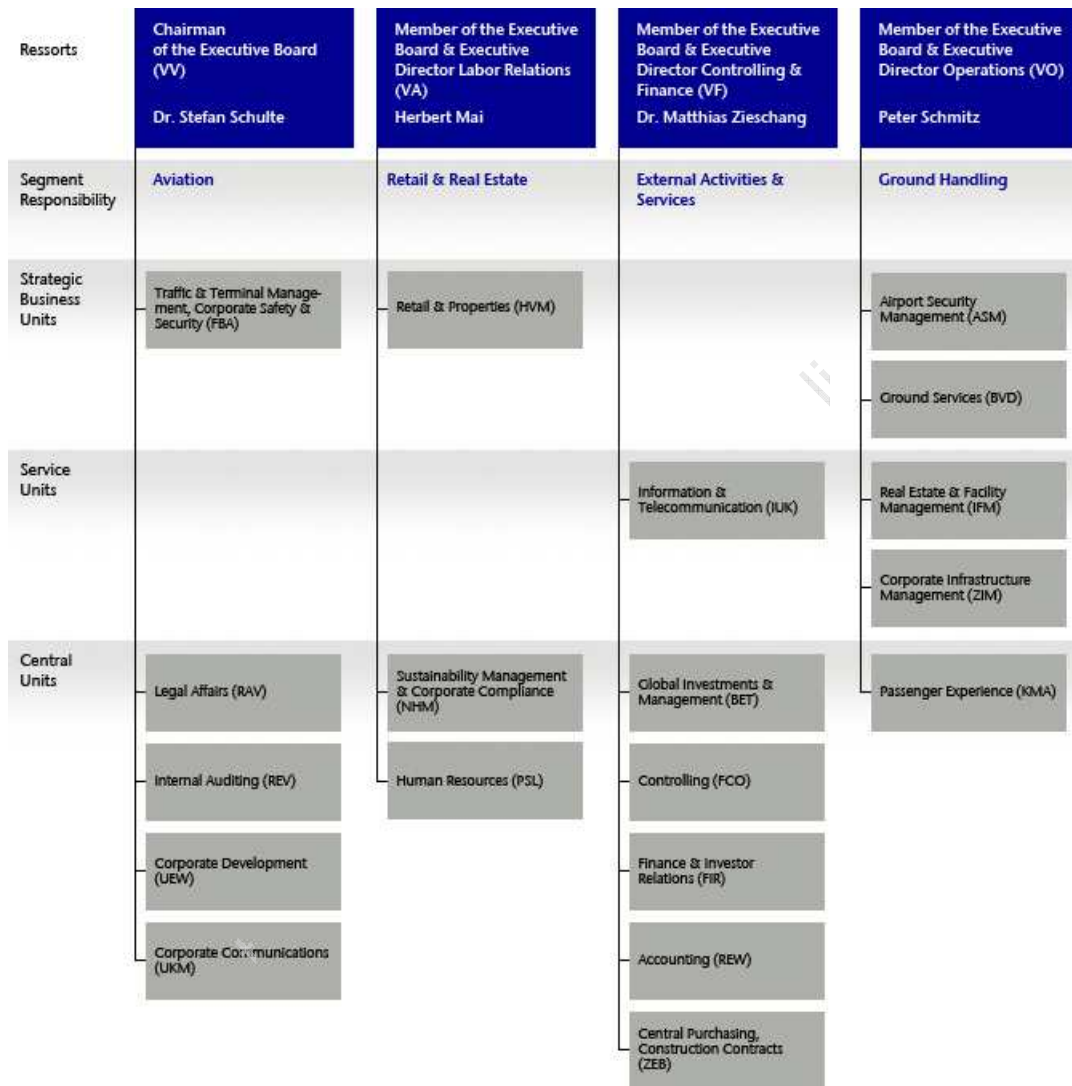 Ressorts
Chairman
of the Executive Board
(VV)
Dr. Stefan Schulte
Member of the Executive
Board & Executive
Director Labor Relations
(VA)
Herbert Mai
Member of the Executive
Board & Executive
Director Controlling &
Finance (VF)
Dr. Matthias Zieschang
Member of the Executive
Board & Executive
Director Operations (VO)
Peter Schmitz
Segment
Responsibility
Aviation
Retail & Real Estate
External Activities &
Services
Ground Handling
Strategic
Business
Units
Traffic & Terminal Manage-
ment, Corporate Safety &
Security (FBA)
Retail & Properties (HVM)
Airport Security
Management (ASM)
Ground Services (BVD)
Service
Units
Information &
Telecommunication (IUK)
Real Estate & Facility
Management (IFM)
Corporate Infrastructure
Management (ZIM)
Central
Units
Legal Affairs (RAV)
Sustainability Management
& Corporate Compliance
(NHM)
Global Investments &
Management (BET)
Passenger Experience (KMA)
Internal Auditing (REV)
Human Resources (PSL)
Controlling (FCO)
Corporate Development
(UEW)
Finance & Investor
Relations (FIR)
Corporate Communications
(UKM)
Accounting (REW)
Central Purchasing,
Construction Contracts
(ZEB)